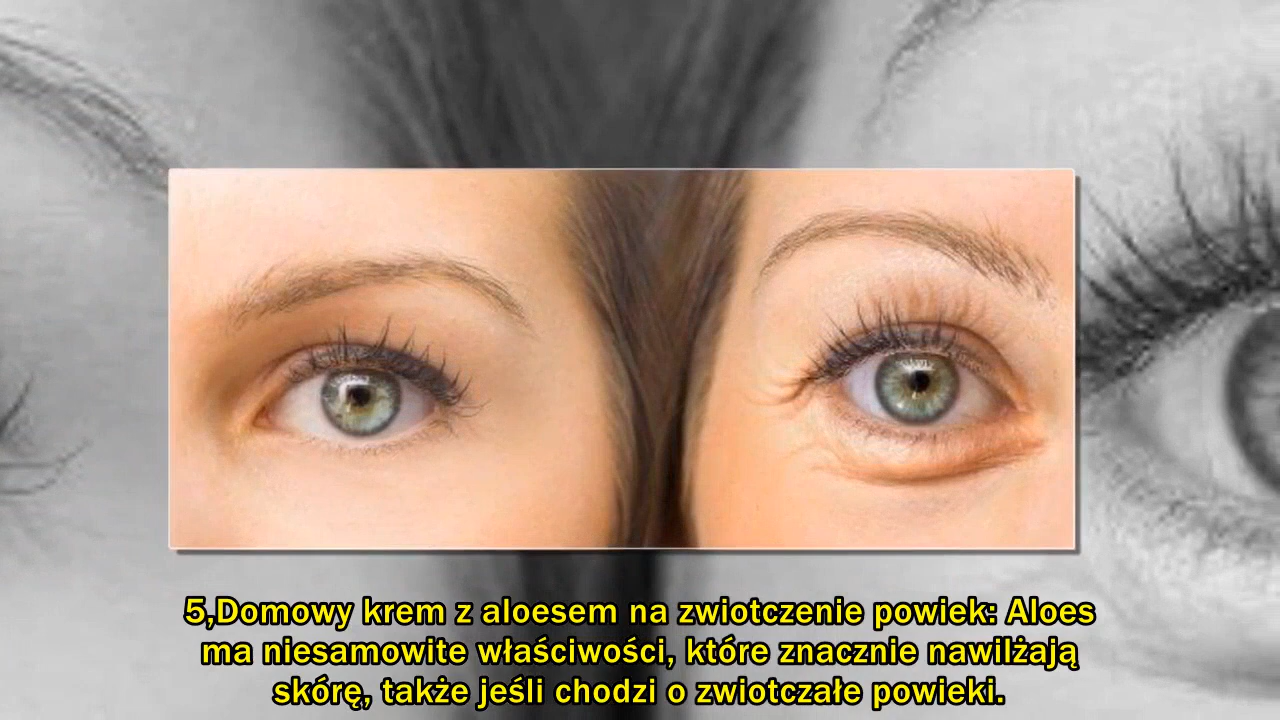 5,Domowy krem z aloesem na zwiotczenie powiek: Aloes
ma niesamowite właściwości, które znacznie nawilżają
skórę, także jeśli chodzi o zwiotczałe powieki.